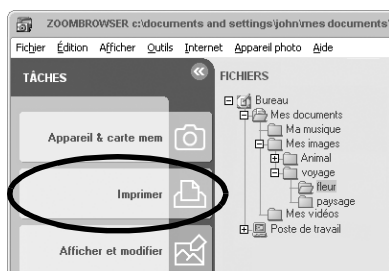 ZOOMBROWSER c:\documents and settings\john\mes documents\
Fichier Édition Afficher Outils Internet Appareil photo Aide
TÂCHES
Appareil & carte mem
Imprimer
Afficher et modifier
FICHIERS
Bureau
Mes documents
Ma musique
Mes images
Animal
voyage
fleur
paysage
Mes vidéos
Poste de travail